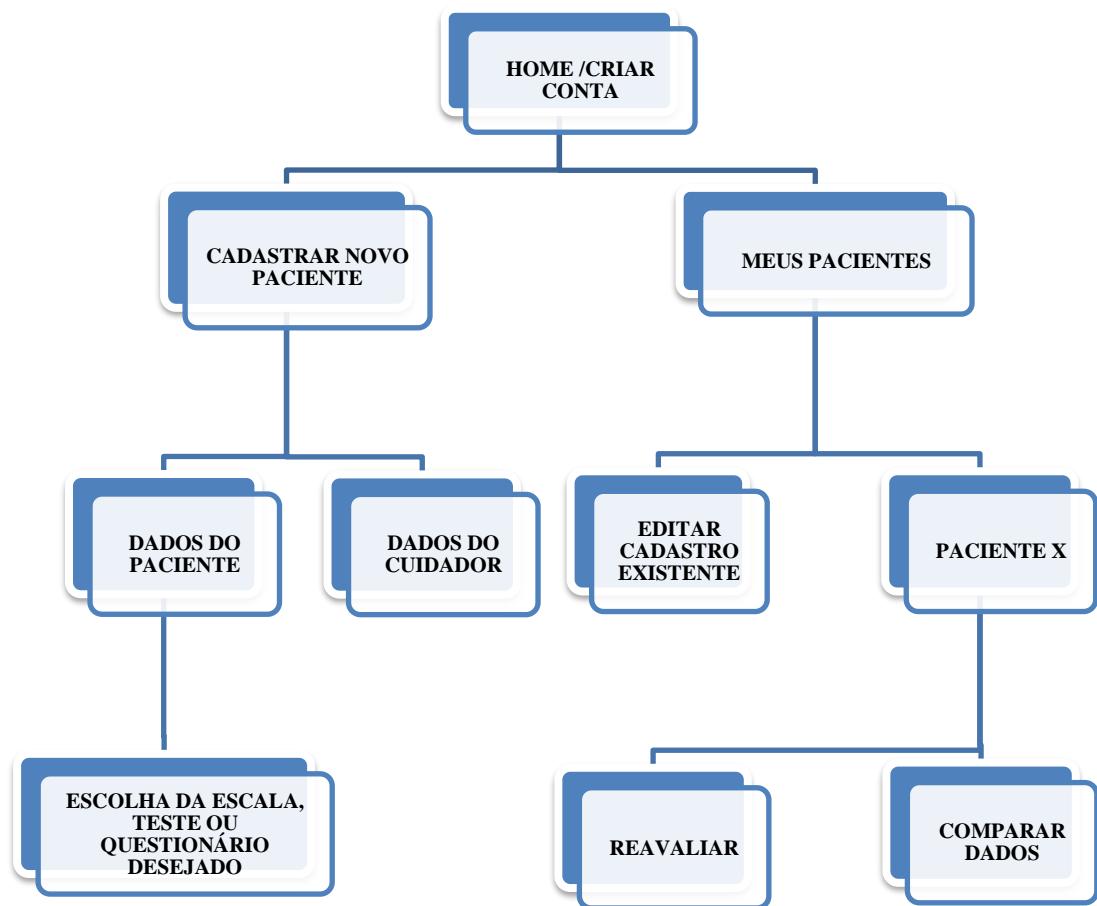 HOME /CRIAR
CONTA
CADASTRAR NOVO
PACIENTE
MEUS PACIENTES
DADOS DO
PACIENTE
DADOS DO
CUIDADOR
EDITAR
CADASTRO
EXISTENTE
PACIENTE X
ESCOLHA DA ESCALA,
TESTE OU
QUESTIONÁRIO
DESEJADO
REAVALIAR
COMPARAR
DADOS